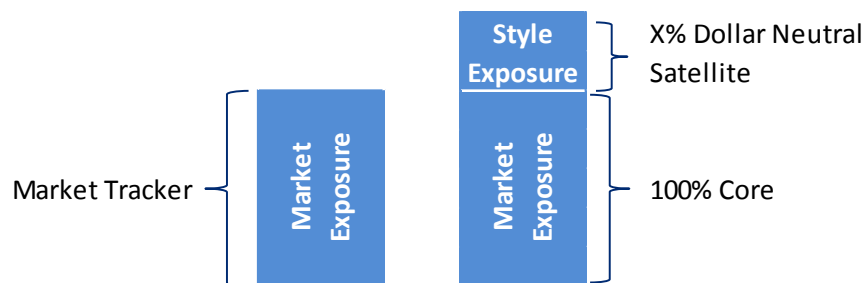 Market Tracker
Market
Exposure
Style
Exposure
X% Dollar Neutral
Satellite
Market
Exposure
100% Core